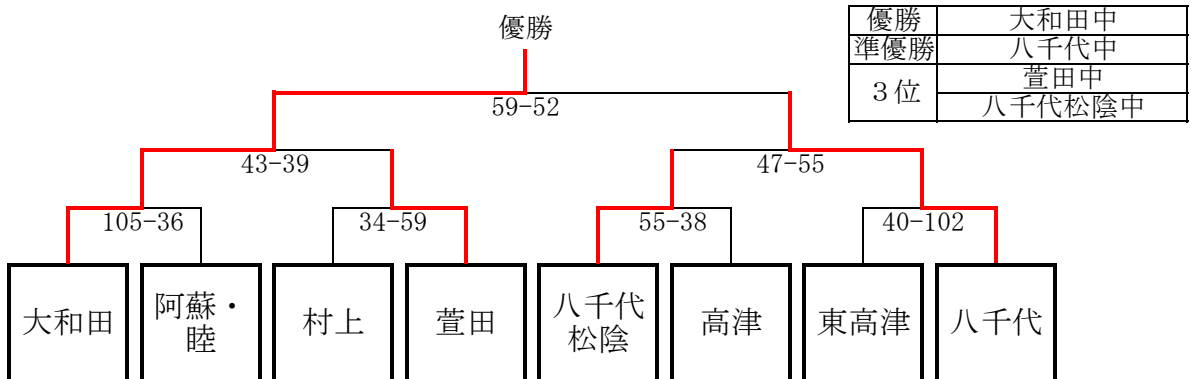 優勝
優勝 大和田中
準優勝 八千代中
３位 萱田中
八千代松陰中
59-52
43-39 47-55
105-36 34-59 55-38 40-102
大和田 阿蘇・睦 村上 萱田 八千代松陰 高津 東高津 八千代